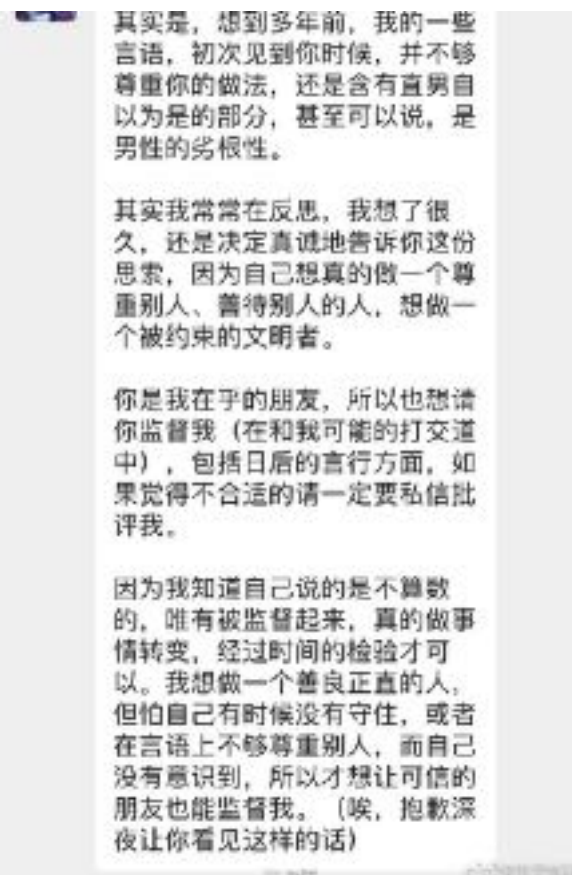 其实是，想到多年前，我的一些
言语，初次见到你时候，并不够
尊重你的做法，还是含有直男自
以为是的部分，甚至可以说，是
男性的劣根性。
其实我常常在反思，我想了很
久，还是决定真诚地告诉你这份
思索，因为自己想真的做一个尊
重别人、善待别人的人，想做一
个被约束的文明者。
你是我在乎的朋友，所以也想请
你监督我（在和我可能的打交道
中），包括日后的言行方面，如
果觉得不合适的请一定要私信批
评我。
因为我知道自己说的是不算数
的，唯有被监督起来，真的做事
情转变，经过时间的检验才可
以。我想做一个善良正直的人，
但怕自己有时候没有守住，或者
在言语上不够尊重别人，而自己
没有意识到，所以才想让可信的
朋友也能监督我。（唉，抱歉深
夜让你看见这样的话）